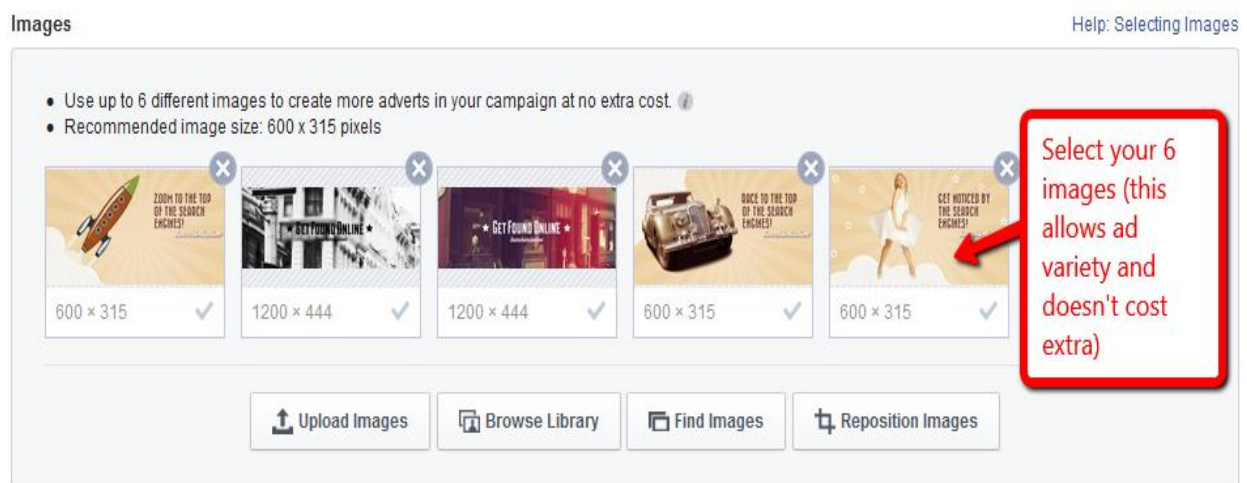 Images
Help: Selecting Images
Use up to 6 different images to create more adverts in your campaign at no extra cost. i
Recommended image size: 600 x 315 pixels
ZOOM TO THE TOP
OF THE SEARCH
ENGINES!
★ GET FOUND ONLINE ★
★ GET FOUND ONLINE ★
RACE TO THE TOP
OF THE SEARCH
ENGINES!
GET NOTICED BY
THE SEARCH
ENGINES!
600 × 315
1200 × 444
1200 × 444
600 × 315
600 × 315
Select your 6
images (this
allows ad
variety and
doesn't cost
extra)
Upload Images
Browse Library
Find Images
Reposition Images